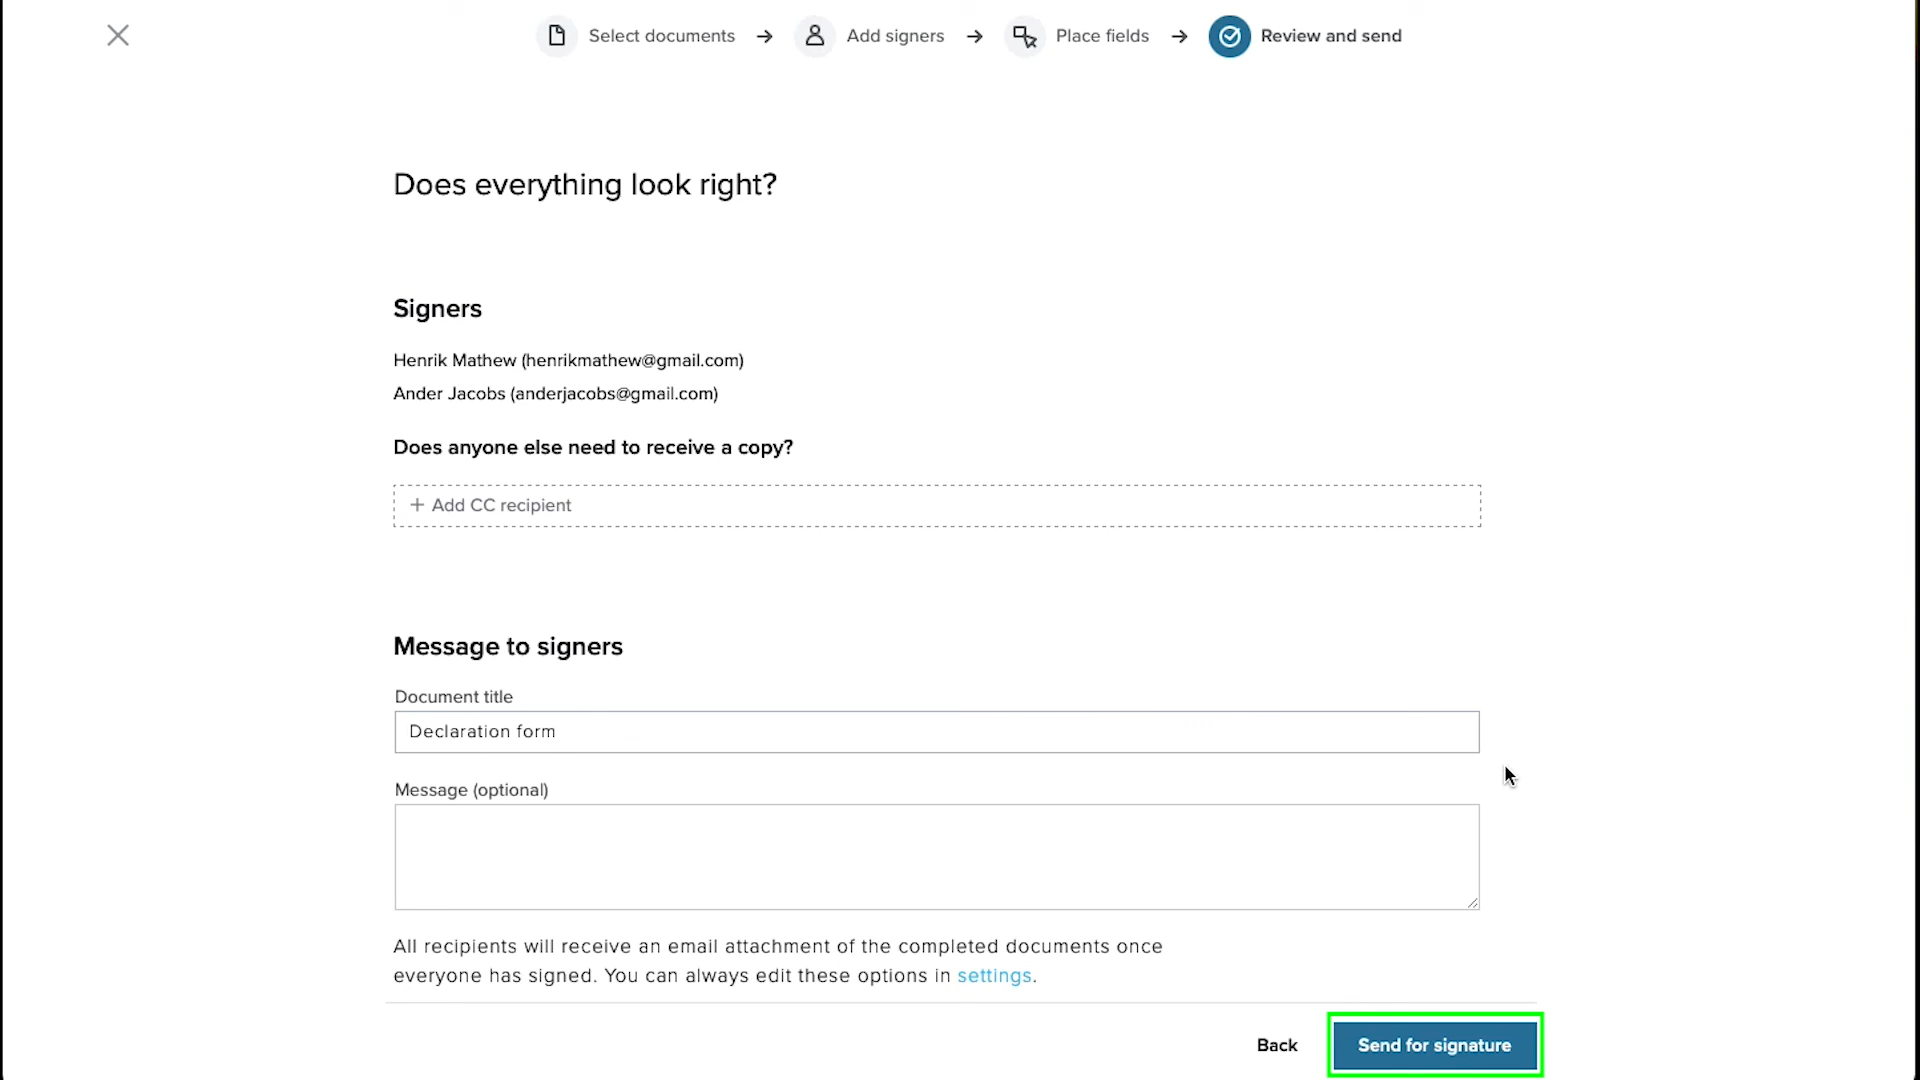 Select documents → Add signers → Place fields → Review and send
Does everything look right?
Signers
Henrik Mathew (henrikmathew@gmail.com)
Ander Jacobs (anderjacobs@gmail.com)
Does anyone else need to receive a copy?
+ Add CC recipient
Message to signers
Document title
Declaration form
Message (optional)
All recipients will receive an email attachment of the completed documents once
everyone has signed. You can always edit these options in settings.
Back Send for signature